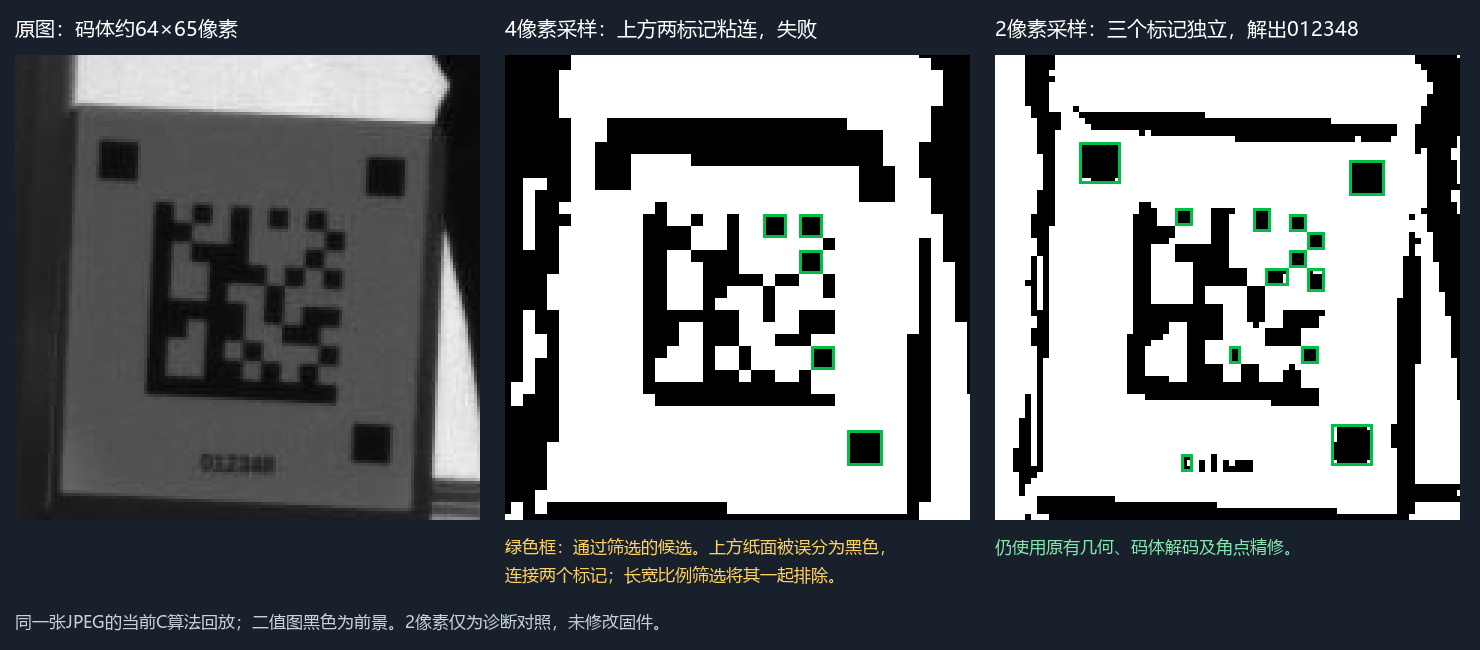 原图：码体约64×65像素
4像素采样：上方两标记粘连，失败
2像素采样：三个标记独立，解出012348
012348
绿色框：通过筛选的候选。上方纸面被误分为黑色，
连接两个标记；长宽比例筛选将其一起排除。
仍使用原有几何、码体解码及角点精修。
同一张JPEG的当前C算法回放；二值图黑色为前景。2像素仅为诊断对照，未修改固件。